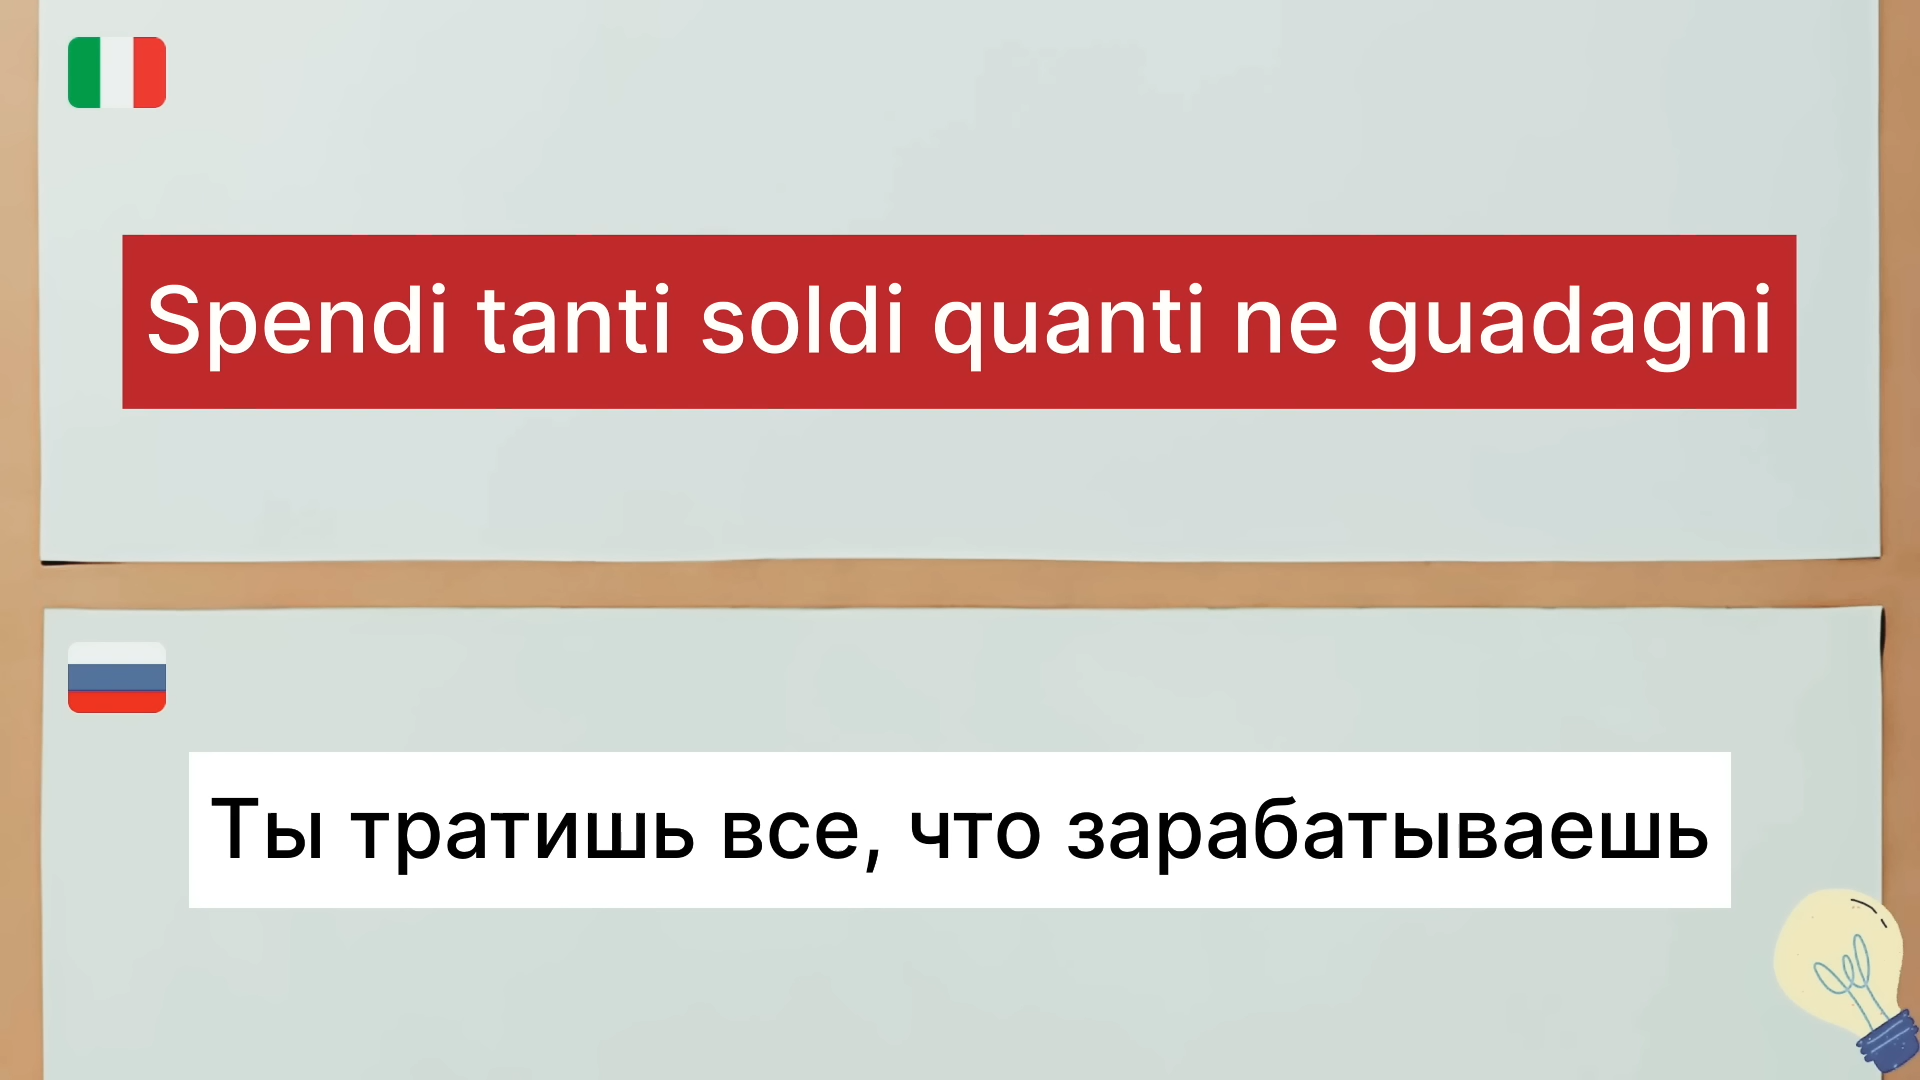 Spendi tanti soldi quanti ne guadagni
Ты тратишь все, что зарабатываешь